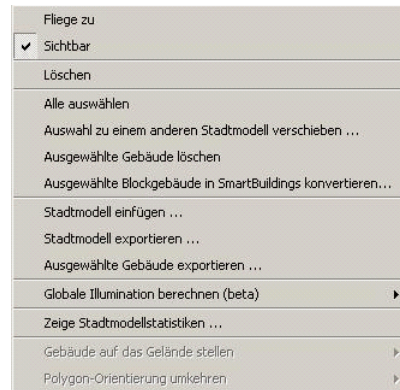 Fliege zu
Sichtbar
Löschen
Alle auswählen
Auswahl zu einem anderen Stadtmodell verschieben ...
Ausgewählte Gebäude löschen
Ausgewählte Blockgebäude in SmartBuildings konvertieren...
Stadtmodell einfügen ...
Stadtmodell exportieren ...
Ausgewählte Gebäude exportieren ...
Globale Illumination berechnen (beta)
Zeige Stadtmodellstatistiken ...
Gebäude auf das Gelände stellen
Polygon-Orientierung umkehren